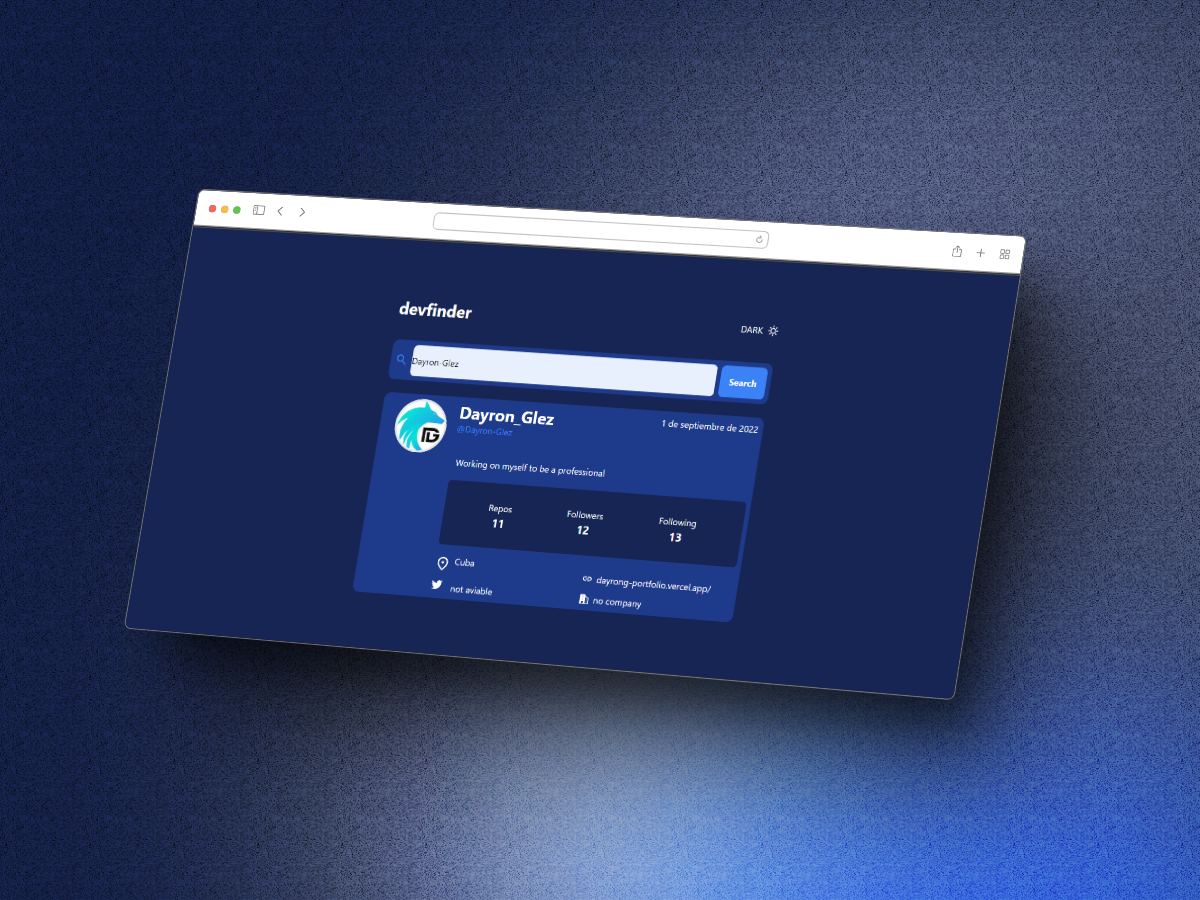 devfinder
DARK
Dayron-Glez
Search
DG
Dayron_Glez
1 de septiembre de 2022
@Dayron-Glez
Working on myself to be a professional
Repos
Followers
Following
11
12
13
Cuba
dayrong-portfolio.vercel.app/
not aviable
no company